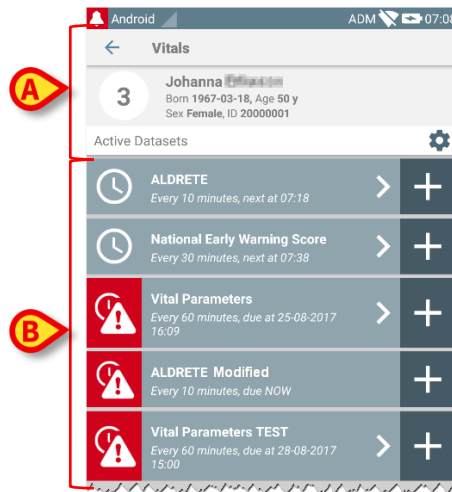 Android ADM 07:08
Vitals
A
3
Johanna
Born 1967-03-18, Age 50 y
Sex Female, ID 20000001
Active Datasets
B
ALDRETE
Every 10 minutes, next at 07:18
National Early Warning Score
Every 30 minutes, next at 07:38
Vital Parameters
Every 60 minutes, due at 25-08-2017
16:09
ALDRETE Modified
Every 10 minutes, due NOW
Vital Parameters TEST
Every 60 minutes, due at 28-08-2017
15:00